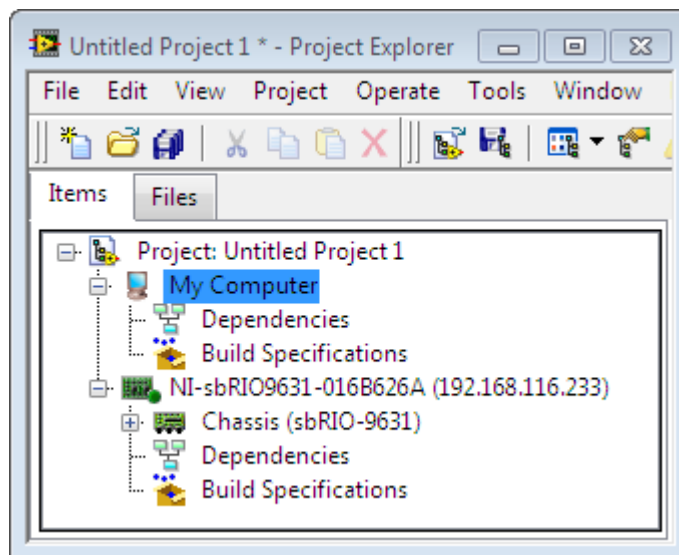 Untitled Project 1 * - Project Explorer
File Edit View Project Operate Tools Window
Items Files
Project: Untitled Project 1
My Computer
Dependencies
Build Specifications
NI-sbRIO9631-016B626A (192.168.116.233)
Chassis (sbRIO-9631)
Dependencies
Build Specifications